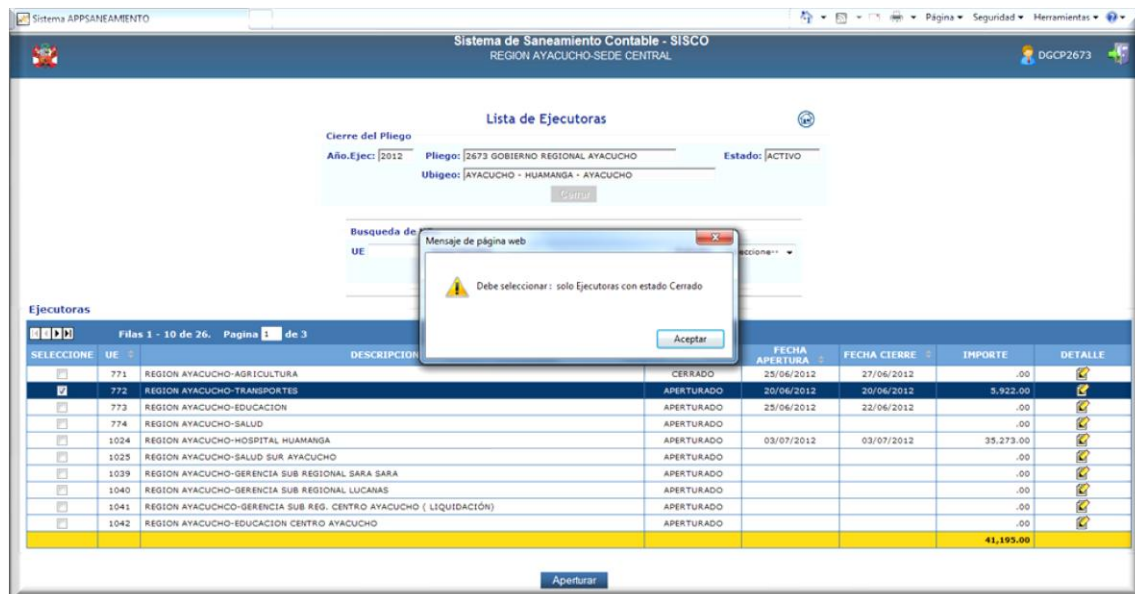 Sistema APPSANEAMIENTO
Página Seguridad Herramientas
Sistema de Saneamiento Contable - SISCO
REGION AYACUCHO-SEDE CENTRAL
DGCP2673
Lista de Ejecutoras
Cierre del Pliego
Año.Ejec: 2012 Pliego: 2673 GOBIERNO REGIONAL AYACUCHO Estado: ACTIVO
Ubigeo: AYACUCHO - HUAMANGA - AYACUCHO
Cerrar
Busqueda de
UE
eccione--
Mensaje de página web
Debe seleccionar : solo Ejecutoras con estado Cerrado
Aceptar
Ejecutoras
Filas 1 - 10 de 26. Pagina 1 de 3
SELECCIONE UE DESCRIPCION FECHA APERTURA FECHA CIERRE IMPORTE DETALLE
771 REGION AYACUCHO-AGRICULTURA CERRADO 25/06/2012 27/06/2012 .00
772 REGION AYACUCHO-TRANSPORTES APERTURADO 20/06/2012 20/06/2012 5,922.00
773 REGION AYACUCHO-EDUCACION APERTURADO 25/06/2012 22/06/2012 .00
774 REGION AYACUCHO-SALUD APERTURADO .00
1024 REGION AYACUCHO-HOSPITAL HUAMANGA APERTURADO 03/07/2012 03/07/2012 35,273.00
1025 REGION AYACUCHO-SALUD SUR AYACUCHO APERTURADO .00
1039 REGION AYACUCHO-GERENCIA SUB REGIONAL SARA SARA APERTURADO .00
1040 REGION AYACUCHO-GERENCIA SUB REGIONAL LUCANAS APERTURADO .00
1041 REGION AYACUCHCO-GERENCIA SUB REG. CENTRO AYACUCHO ( LIQUIDACIÓN) APERTURADO .00
1042 REGION AYACUCHO-EDUCACION CENTRO AYACUCHO APERTURADO .00
41,195.00
Aperturar